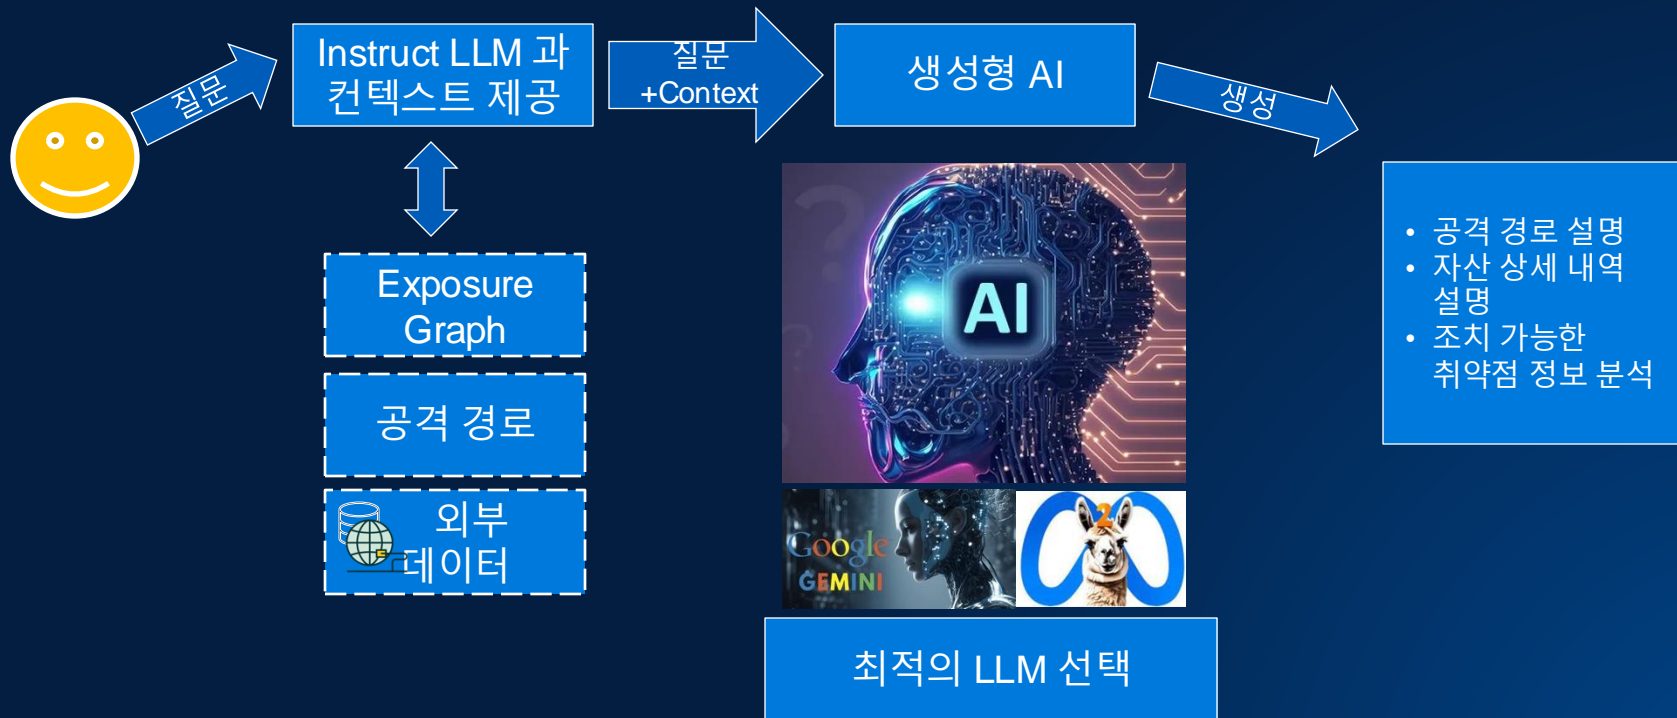 질문
Instruct LLM 과
컨텍스트 제공
질문
+Context
생성형 AI
생성
Exposure
Graph
공격 경로
외부
데이터
AI
Google
GEMINI
2
최적의 LLM 선택
• 공격 경로 설명
• 자산 상세 내역
설명
• 조치 가능한
취약점 정보 분석